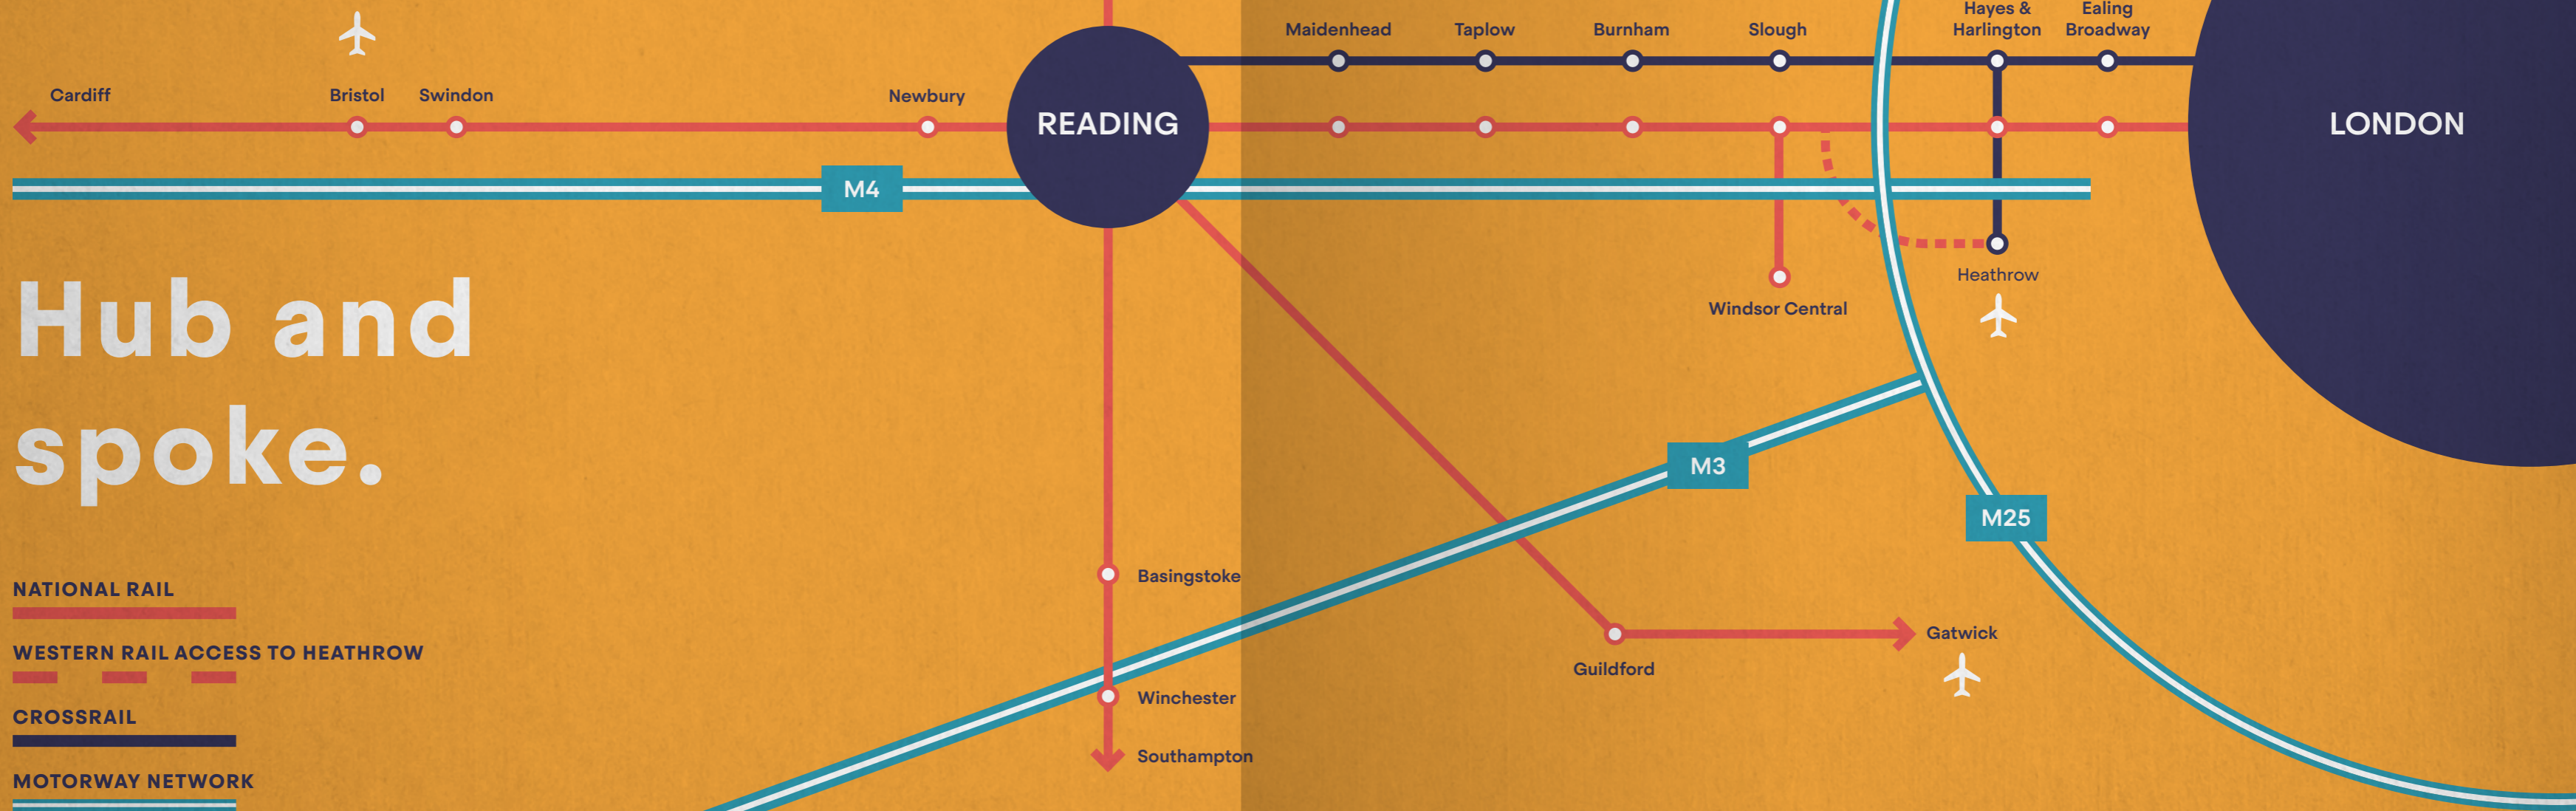 Hayes &
Harlington
Ealing
Broadway
Maidenhead
Taplow
Burnham
Slough
Cardiff
Bristol
Swindon
Newbury
READING
LONDON
M4
Heathrow
Windsor Central
Hub and
spoke.
M3
M25
NATIONAL RAIL
WESTERN RAIL ACCESS TO HEATHROW
CROSSRAIL
MOTORWAY NETWORK
Basingstoke
Winchester
Southampton
Guildford
Gatwick